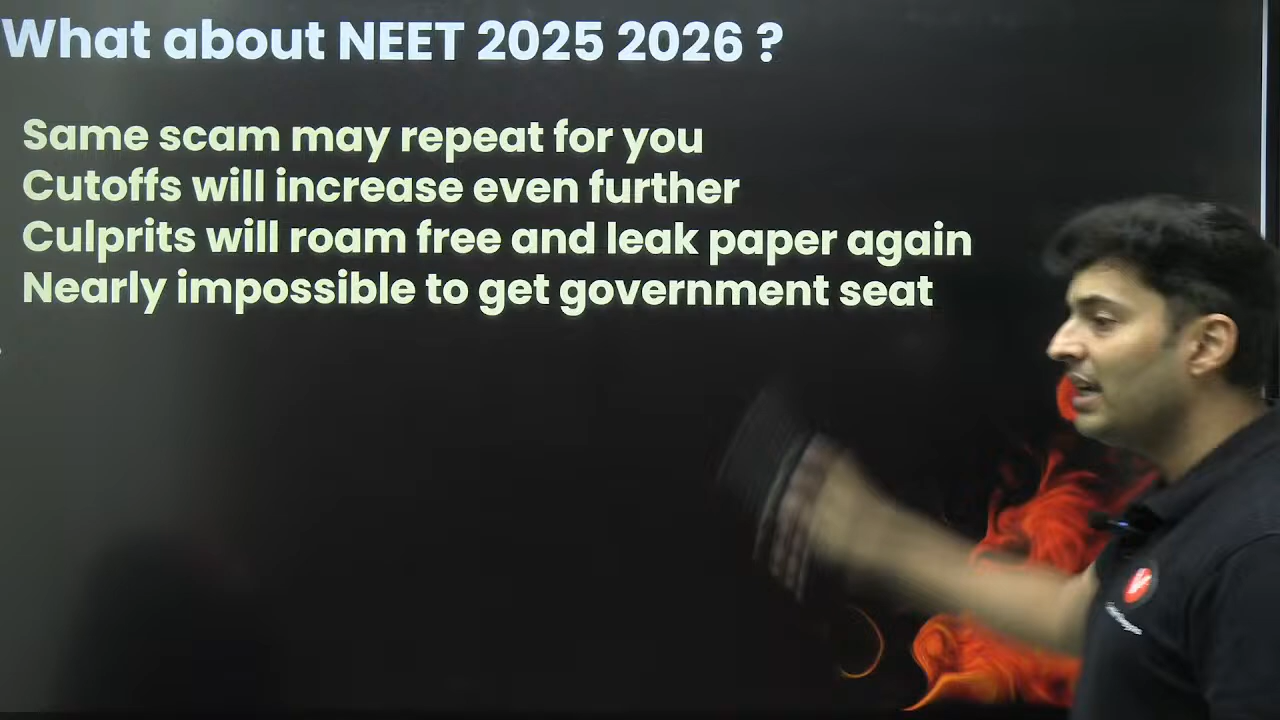 What about NEET 2025 2026 ?
Same scam may repeat for you
Cutoffs will increase even further
Culprits will roam free and leak paper again
Nearly impossible to get government seat